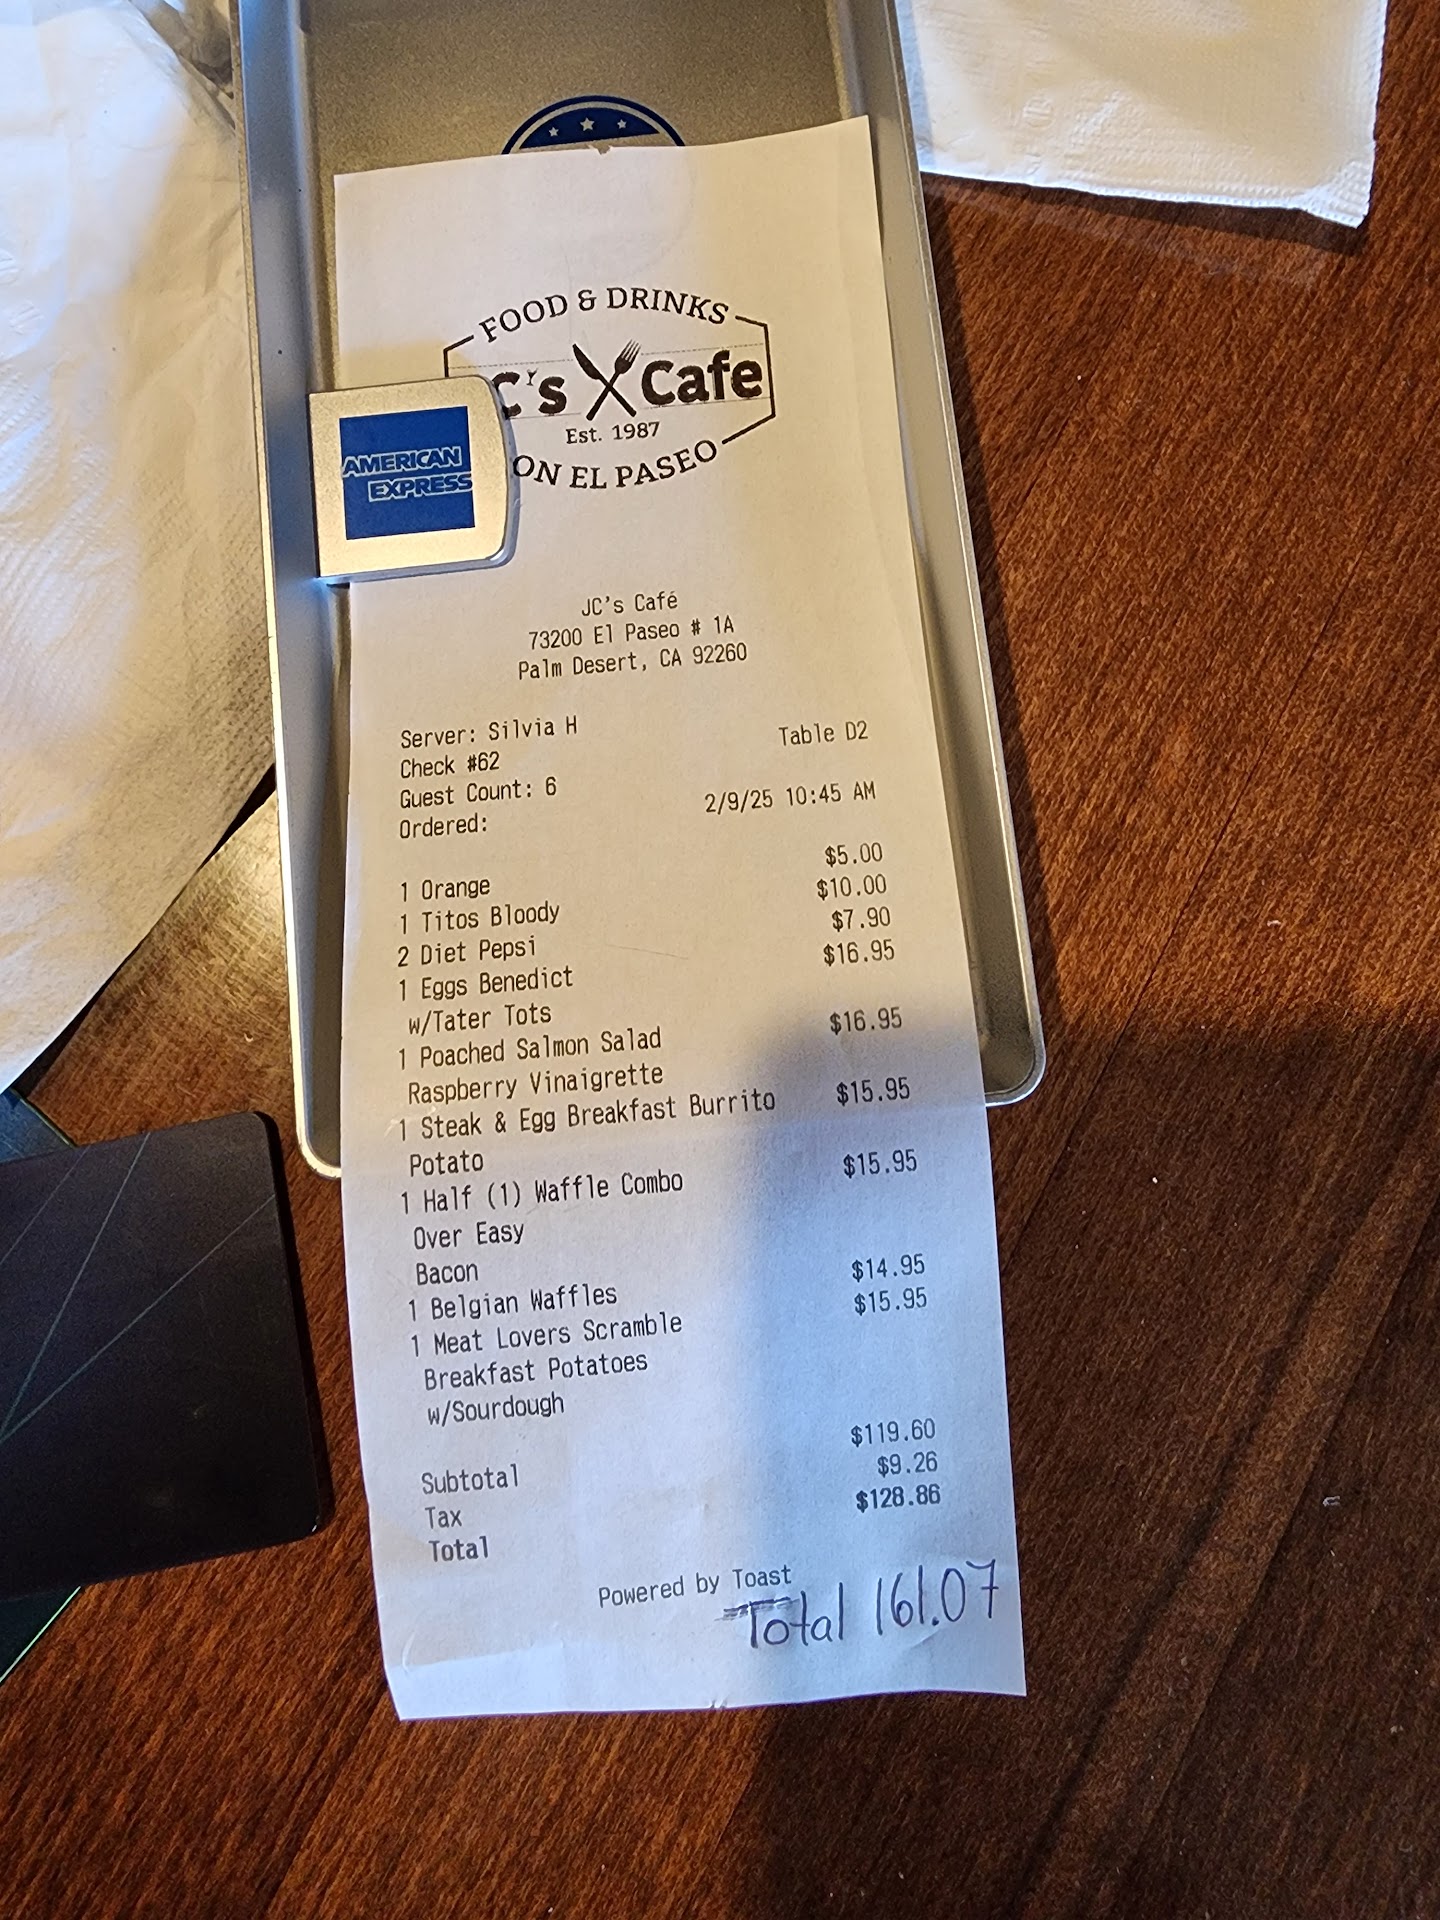 FOOD & DRINKS
C's Cafe
Est. 1987
ON EL PASEO
AMERICAN
EXPRESS
JC's Café
73200 El Paseo # 1A
Palm Desert, CA 92260
Server: Silvia H
Check #62 Table D2
Guest Count: 6
Ordered: 2/9/25 10:45 AM
1 Orange $5.00
1 Titos Bloody $10.00
2 Diet Pepsi $7.90
1 Eggs Benedict $16.95
w/Tater Tots
1 Poached Salmon Salad $16.95
Raspberry Vinaigrette
1 Steak & Egg Breakfast Burrito $15.95
Potato
1 Half (1) Waffle Combo $15.95
Over Easy
Bacon
1 Belgian Waffles $14.95
1 Meat Lovers Scramble $15.95
Breakfast Potatoes
w/Sourdough
Subtotal $119.60
Tax $9.26
Total $128.86
Powered by Toast
Total 161.07